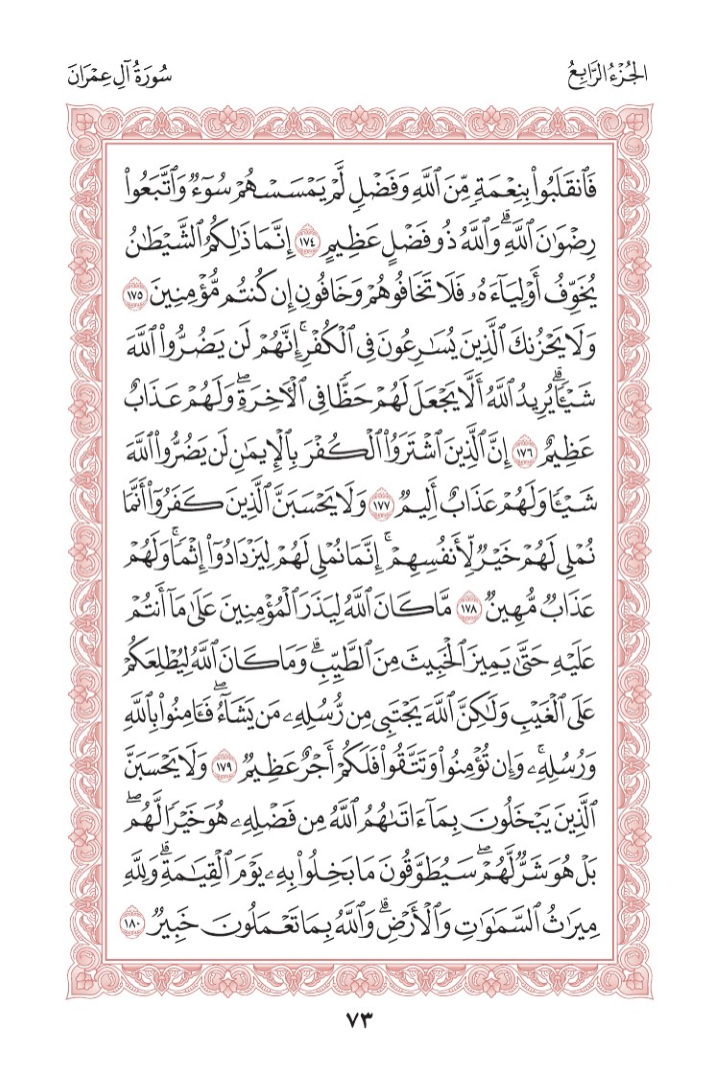 الجُزْءُ الرَّابِعُ
سُورَةُ آلِ عِمْرَانَ
فَٱنقَلَبُوا۟ بِنِعْمَةٍ مِّنَ ٱللَّهِ وَفَضْلٍ لَّمْ يَمْسَسْهُمْ سُوٓءٌ وَٱتَّبَعُوا۟
رِضْوَٰنَ ٱللَّهِۗ وَٱللَّهُ ذُو فَضْلٍ عَظِيمٍ ١٧٤ إِنَّمَا ذَٰلِكُمُ ٱلشَّيْطَٰنُ
يُخَوِّفُ أَوْلِيَآءَهُۥ فَلَا تَخَافُوهُمْ وَخَافُونِ إِن كُنتُم مُّؤْمِنِينَ ١٧٥
وَلَا يَحْزُنكَ ٱلَّذِينَ يُسَٰرِعُونَ فِى ٱلْكُفْرِۚ إِنَّهُمْ لَن يَضُرُّوا۟ ٱللَّهَ
شَيْـًٔاۗ يُرِيدُ ٱللَّهُ أَلَّا يَجْعَلَ لَهُمْ حَظًّا فِى ٱلْـَٔاخِرَةِۖ وَلَهُمْ عَذَابٌ
عَظِيمٌ ١٧٦ إِنَّ ٱلَّذِينَ ٱشْتَرَوُا۟ ٱلْكُفْرَ بِٱلْإِيمَٰنِ لَن يَضُرُّوا۟ ٱللَّهَ
شَيْـًٔا وَلَهُمْ عَذَابٌ أَلِيمٌ ١٧٧ وَلَا يَحْسَبَنَّ ٱلَّذِينَ كَفَرُوٓا۟ أَنَّمَا
نُمْلِى لَهُمْ خَيْرٌ لِّأَنفُسِهِمْۚ إِنَّمَا نُمْلِى لَهُمْ لِيَزْدَادُوٓا۟ إِثْمًاۚ وَلَهُمْ
عَذَابٌ مُّهِينٌ ١٧٨ مَّا كَانَ ٱللَّهُ لِيَذَرَ ٱلْمُؤْمِنِينَ عَلَىٰ مَآ أَنتُمْ
عَلَيْهِ حَتَّىٰ يَمِيزَ ٱلْخَبِيثَ مِنَ ٱلطَّيِّبِۗ وَمَا كَانَ ٱللَّهُ لِيُطْلِعَكُمْ
عَلَى ٱلْغَيْبِ وَلَٰكِنَّ ٱللَّهَ يَجْتَبِى مِن رُّسُلِهِۦ مَن يَشَآءُۖ فَـَٔامِنُوا۟ بِٱللَّهِ
وَرُسُلِهِۦۚ وَإِن تُؤْمِنُوا۟ وَتَتَّقُوا۟ فَلَكُمْ أَجْرٌ عَظِيمٌ ١٧٩ وَلَا يَحْسَبَنَّ
ٱلَّذِينَ يَبْخَلُونَ بِمَآ ءَاتَىٰهُمُ ٱللَّهُ مِن فَضْلِهِۦ هُوَ خَيْرًا لَّهُمۖ
بَلْ هُوَ شَرٌّ لَّهُمْۖ سَيُطَوَّقُونَ مَا بَخِلُوا۟ بِهِۦ يَوْمَ ٱلْقِيَٰمَةِۗ وَلِلَّهِ
مِيرَٰثُ ٱلسَّمَٰوَٰتِ وَٱلْأَرْضِۗ وَٱللَّهُ بِمَا تَعْمَلُونَ خَبِيرٌ ١٨٠
٧٣